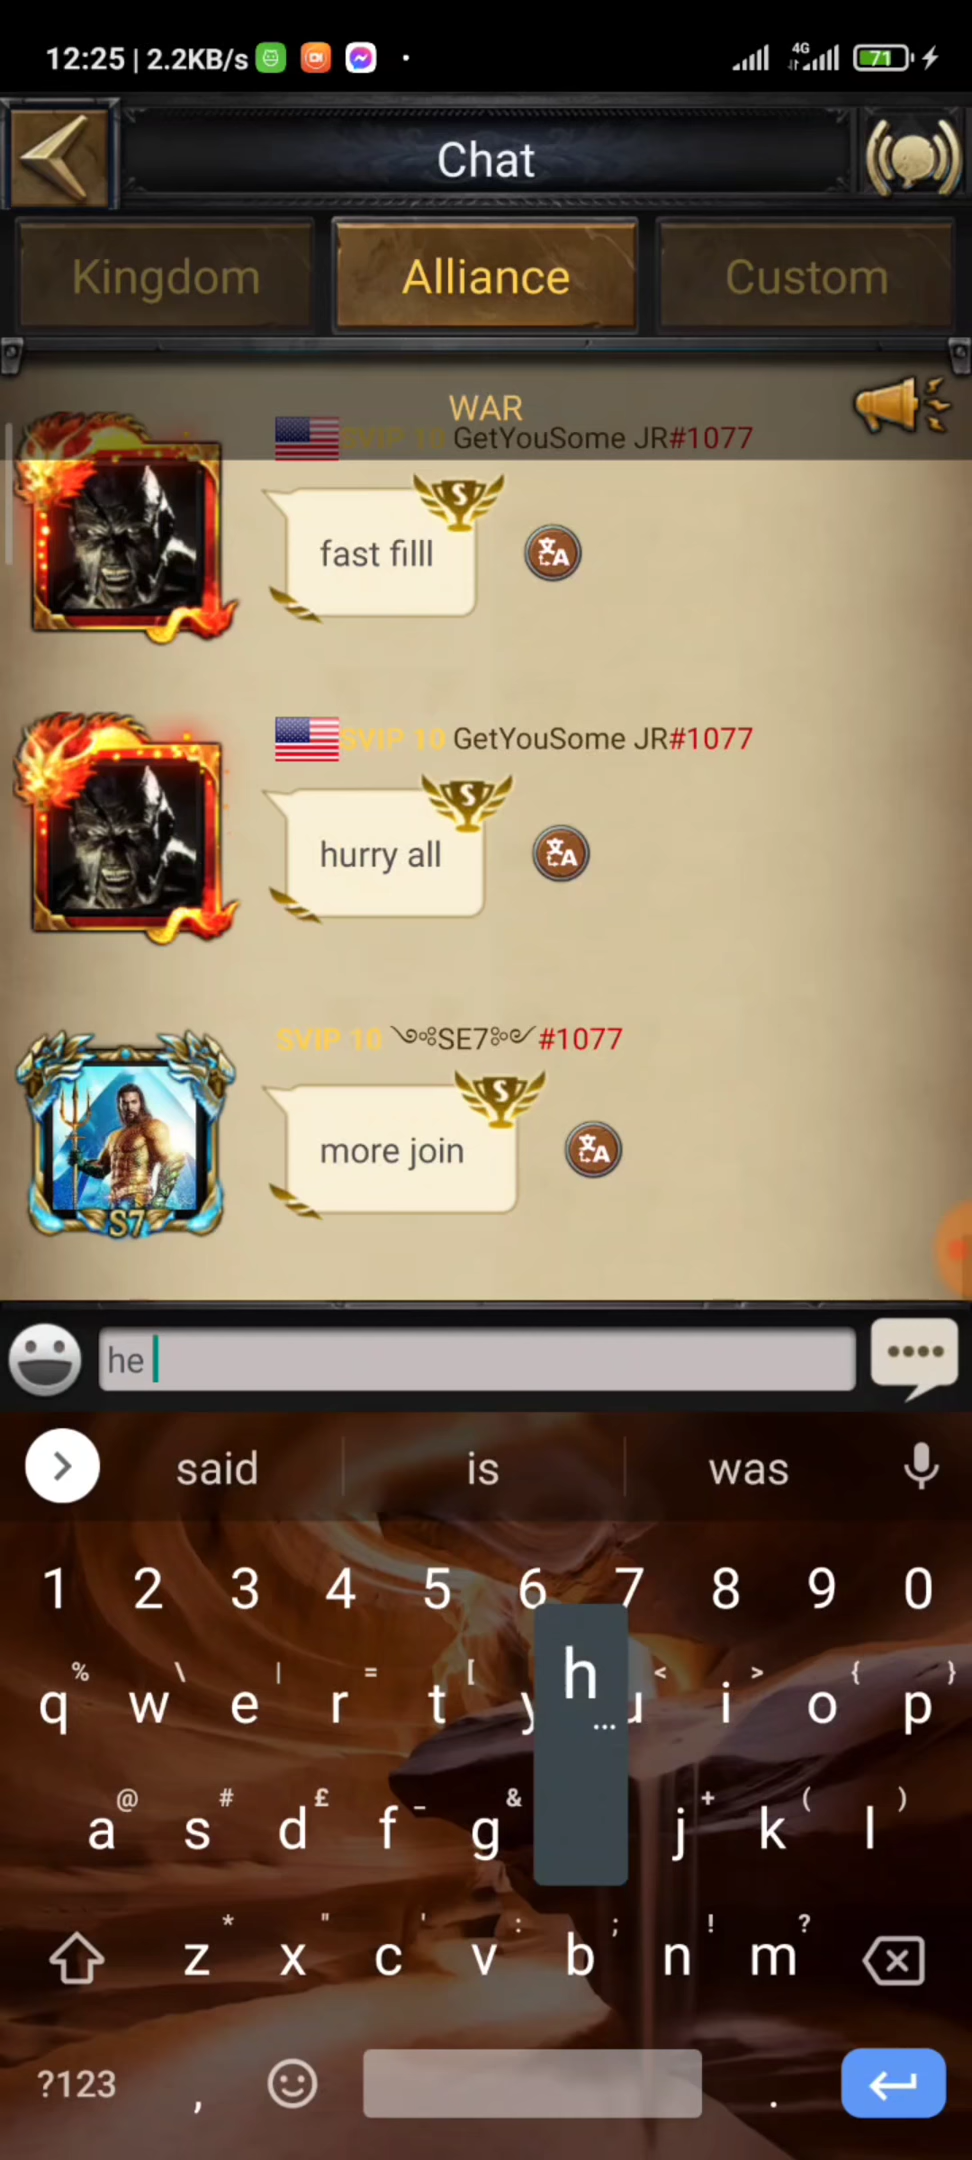 12:25 | 2.2KB/s
4G
71
Chat
Kingdom
Alliance
Custom
WAR
SVIP 10 GetYouSome JR#1077
fast filll
SVIP 10 GetYouSome JR#1077
hurry all
SVIP 10 ༺SE7༻#1077
more join
S7
he
said is was
1 2 3 4 5 6 7 8 9 0
% \ | = [ < > { }
q w e r t y h u i o p
@ # £ _ & + ( )
a s d f g j k l
* " ' : ; ! ?
z x c v b n m
?123 , .